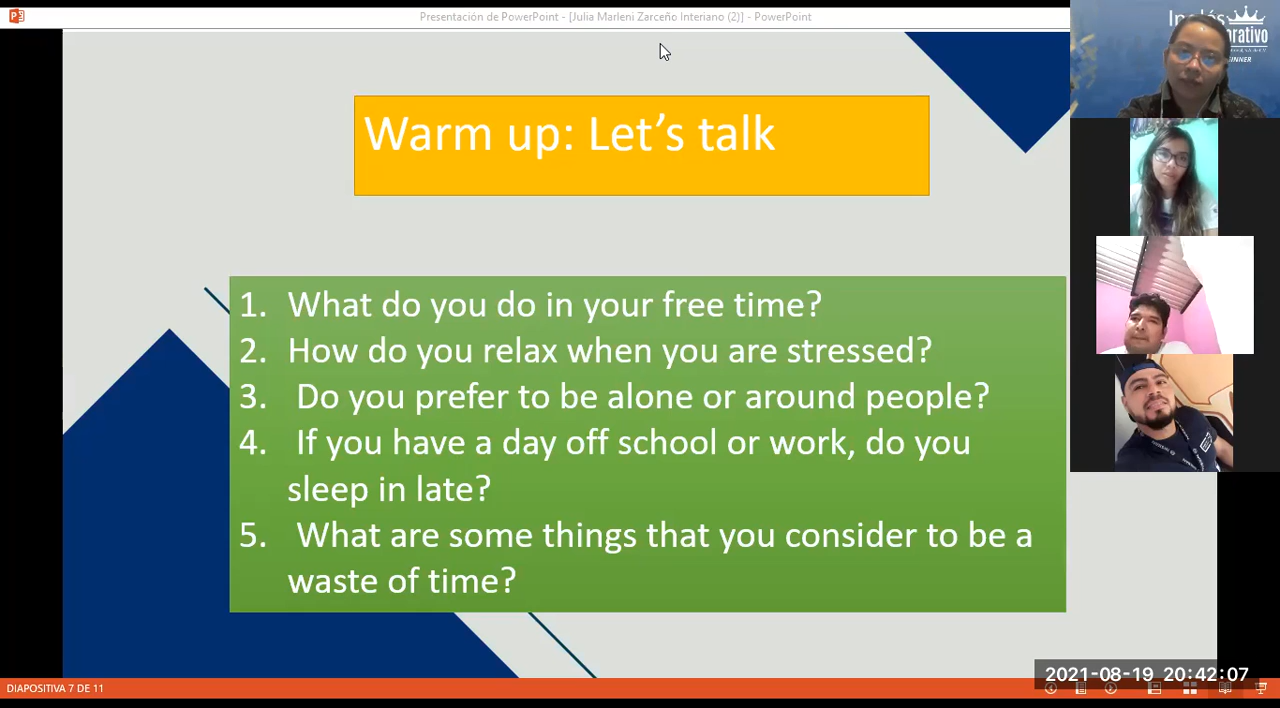 Presentación de PowerPoint - [Julia Marleni Zarceño Interiano (2)] - PowerPoint
Warm up: Let's talk
1. What do you do in your free time?
2. How do you relax when you are stressed?
3. Do you prefer to be alone or around people?
4. If you have a day off school or work, do you
sleep in late?
5. What are some things that you consider to be a
waste of time?
2021-08-19 20:42:07
DIAPOSITIVA 7 DE 11